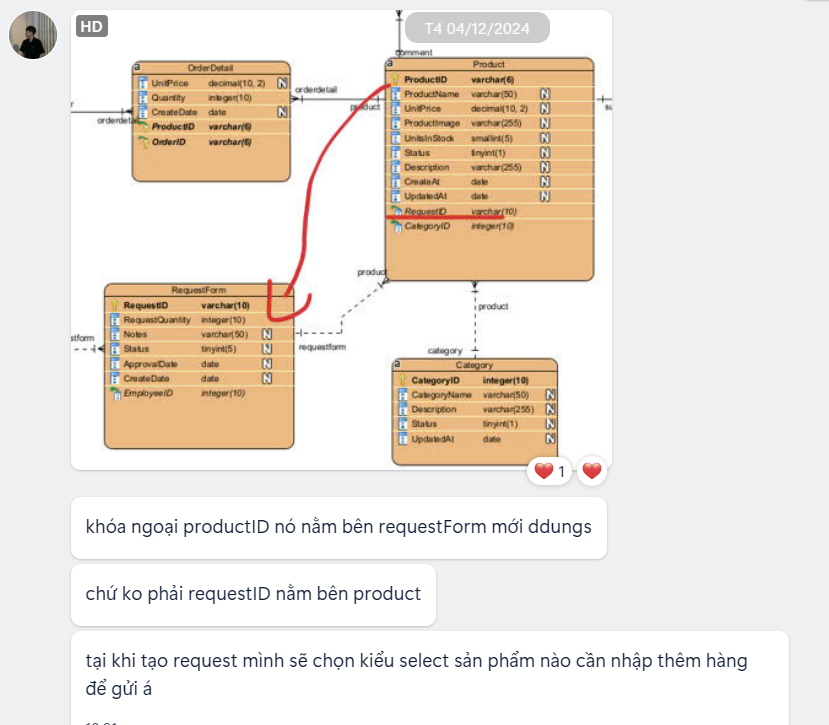 HD
T4 04/12/2024
comment
OrderDetail
UnitPrice decimal(10, 2) N
Quantity integer(10)
CreateDate date N
ProductID varchar(6)
OrderID varchar(6)
orderdetail
product
Product
ProductID varchar(6)
ProductName varchar(50) N
UnitPrice decimal(10, 2) N
ProductImage varchar(255) N
UnitsInStock smallint(5) N
Status tinyint(1) N
Description varchar(255) N
CreateAt date N
UpdatedAt date N
RequestID varchar(10)
CategoryID integer(10)
product
RequestForm
RequestID varchar(10)
RequestQuantity integer(10)
Notes varchar(50) N
Status tinyint(5) N
ApprovalDate date N
CreateDate date N
EmployeeID integer(10)
requestform
product
category
Category
CategoryID integer(10)
CategoryName varchar(50) N
Description varchar(255) N
Status tinyint(1) N
UpdatedAt date N
1
khóa ngoại productID nó nằm bên requestForm mới ddungs
chứ ko phải requestID nằm bên product
tại khi tạo request mình sẽ chọn kiểu select sản phẩm nào cần nhập thêm hàng
để gửi á